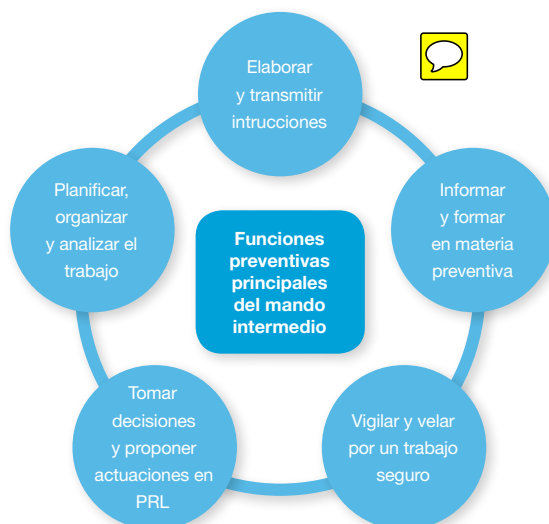 Elaborar
y transmitir
intrucciones
Planificar,
organizar
y analizar el
trabajo
Informar
y formar
en materia
preventiva
Funciones
preventivas
principales
del mando
intermedio
Tomar
decisiones
y proponer
actuaciones en
PRL
Vigilar y velar
por un trabajo
seguro